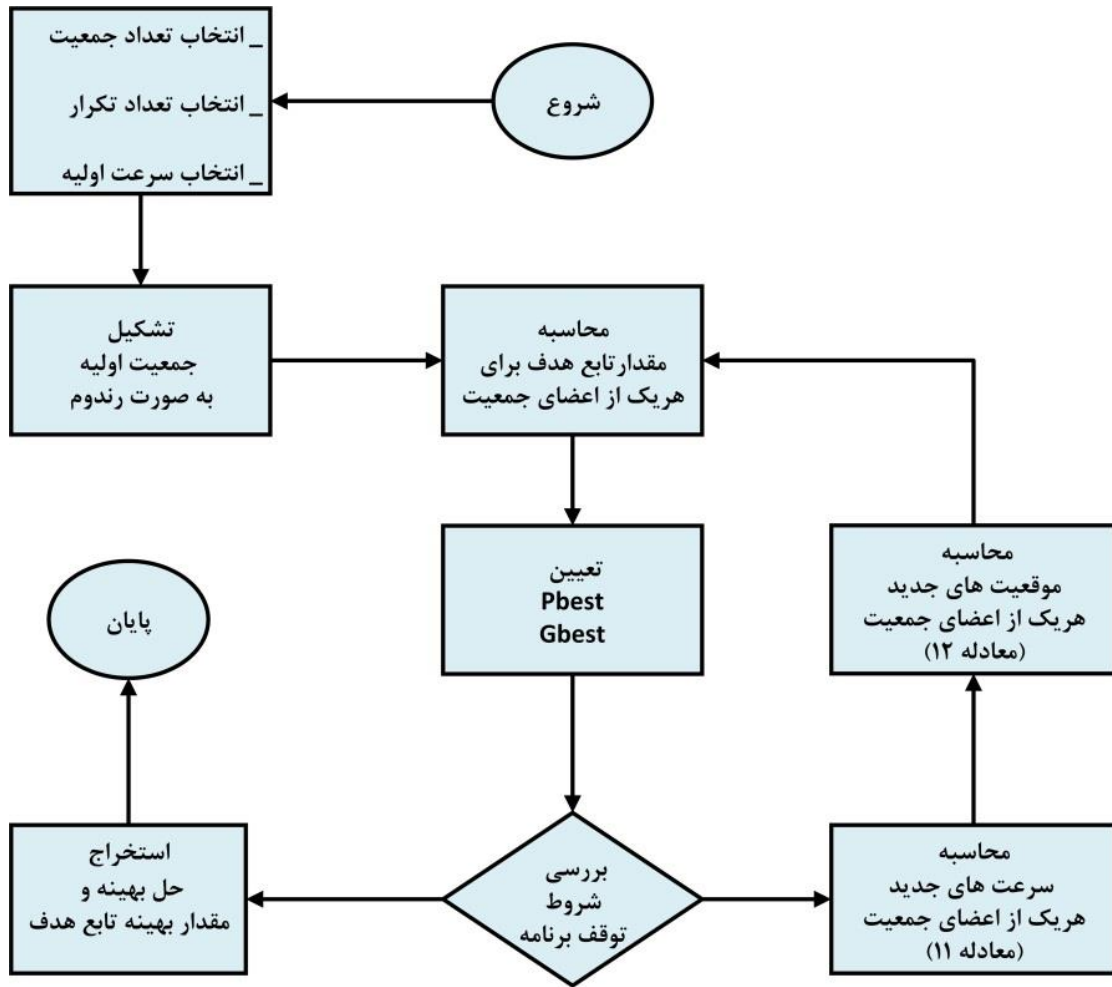 شروع
_ انتخاب تعداد جمعیت
_ انتخاب تعداد تکرار
_ انتخاب سرعت اولیه
تشکیل
جمعیت اولیه
به صورت رندوم
محاسبه
مقدارتابع هدف برای
هریک از اعضای جمعیت
تعیین
Pbest
Gbest
بررسی
شروط
توقف برنامه
محاسبه
سرعت های جدید
هریک از اعضای جمعیت
(معادله ۱۱)
محاسبه
موقعیت های جدید
هریک از اعضای جمعیت
(معادله ۱۲)
استخراج
حل بهینه و
مقدار بهینه تابع هدف
پایان